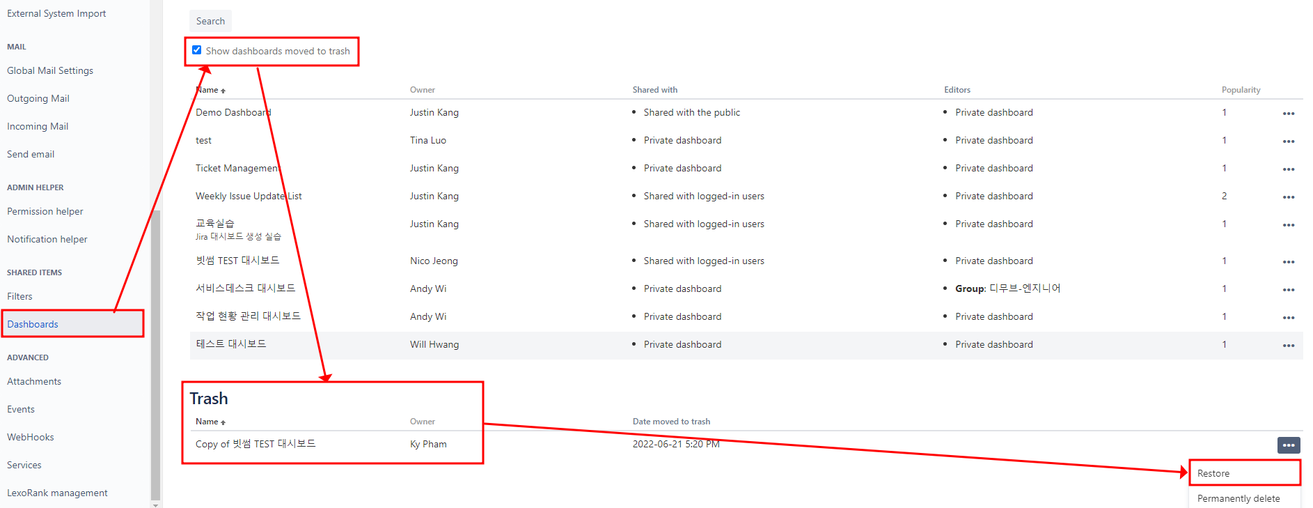 External System Import
MAIL
Global Mail Settings
Outgoing Mail
Incoming Mail
Send email
ADMIN HELPER
Permission helper
Notification helper
SHARED ITEMS
Filters
Dashboards
ADVANCED
Attachments
Events
WebHooks
Services
LexoRank management
Search
Show dashboards moved to trash
Name Owner Shared with Editors Popularity
Demo Dashboard Justin Kang Shared with the public Private dashboard 1
test Tina Luo Private dashboard Private dashboard 1
Ticket Management Justin Kang Private dashboard Private dashboard 1
Weekly Issue Update List Justin Kang Shared with logged-in users Private dashboard 2
교육실습 Justin Kang Shared with logged-in users Private dashboard 1
Jira 대시보드 생성 실습
빗썸 TEST 대시보드 Nico Jeong Shared with logged-in users Private dashboard 1
서비스데스크 대시보드 Andy Wi Private dashboard Group: 디무브-엔지니어 1
작업 현황 관리 대시보드 Andy Wi Private dashboard Private dashboard 1
테스트 대시보드 Will Hwang Private dashboard Private dashboard 1
Trash
Name Owner Date moved to trash
Copy of 빗썸 TEST 대시보드 Ky Pham 2022-06-21 5:20 PM
Restore
Permanently delete